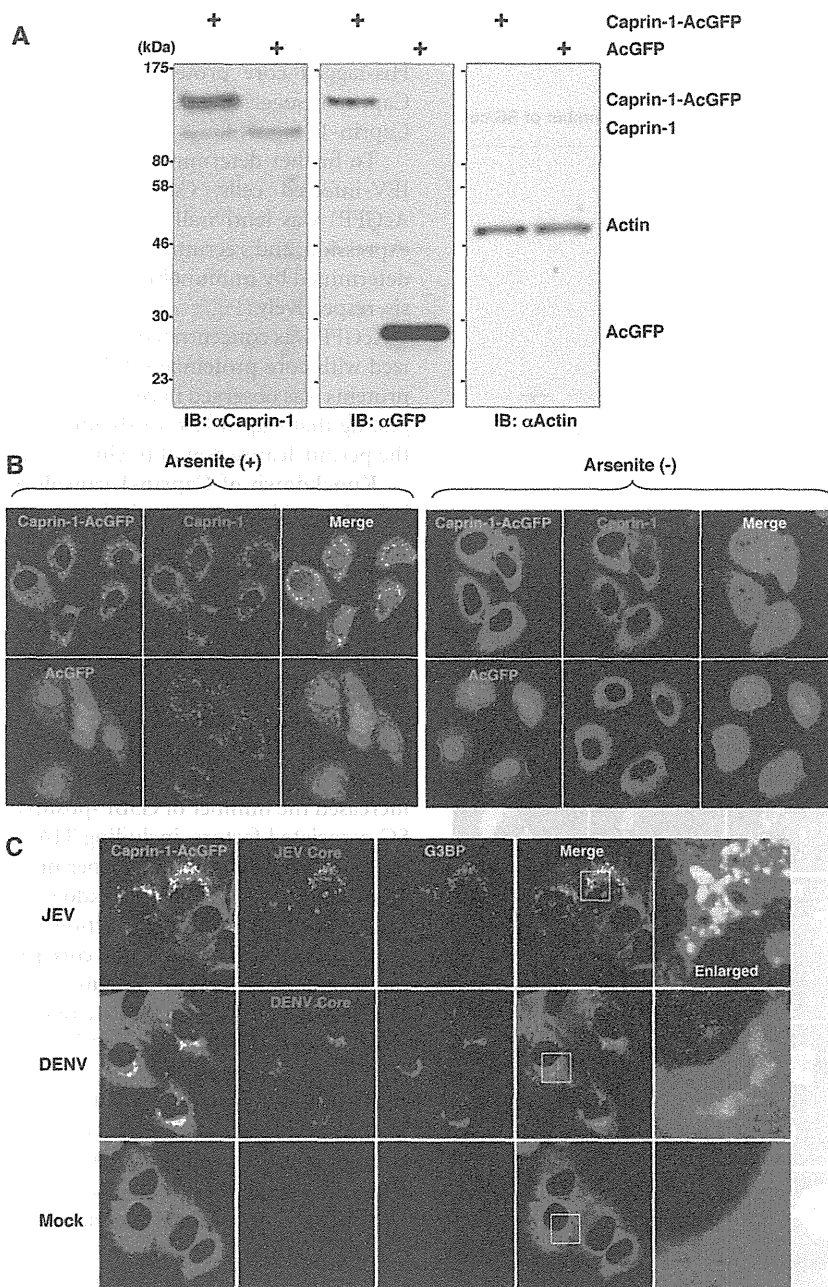 A
+ + + Caprin-1-AcGFP
(kDa) + + + AcGFP
175-
Caprin-1-AcGFP
Caprin-1
80-
58-
Actin
46-
30-
AcGFP
23-
IB: αCaprin-1 IB: αGFP IB: αActin
B
Arsenite (+) Arsenite (-)
Caprin-1-AcGFP Caprin-1 Merge Caprin-1-AcGFP Caprin-1 Merge
AcGFP AcGFP
C
Caprin-1-AcGFP JEV Core G3BP Merge
JEV
Enlarged
DENV Core
DENV
Mock